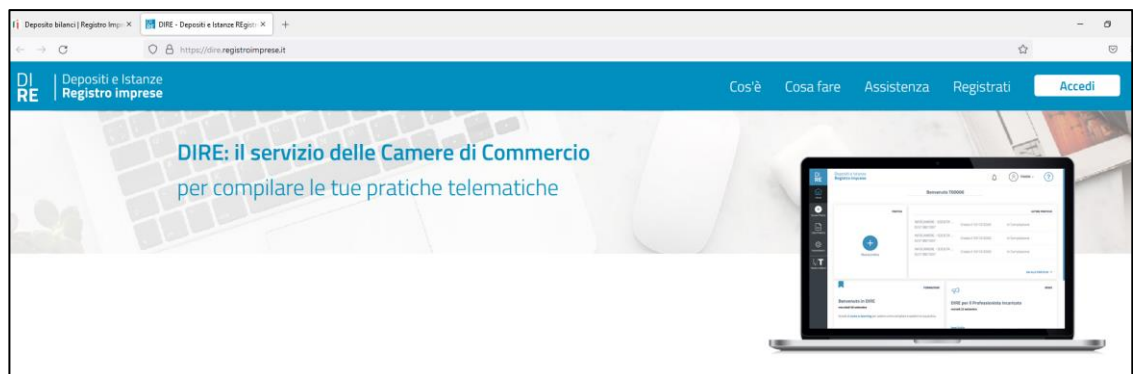 Deposito bilanci | Registro Impr
DIRE - Depositi e Istanze REgistr
https://dire.registroimprese.it
DI
RE
Depositi e Istanze
Registro imprese
Cos'è
Cosa fare
Assistenza
Registrati
Accedi
DIRE: il servizio delle Camere di Commercio
per compilare le tue pratiche telematiche
Depositi e Istanze
Registro imprese
Benvenuto
Benvenuto in DIRE
DIRE per il Professionista Incaricato